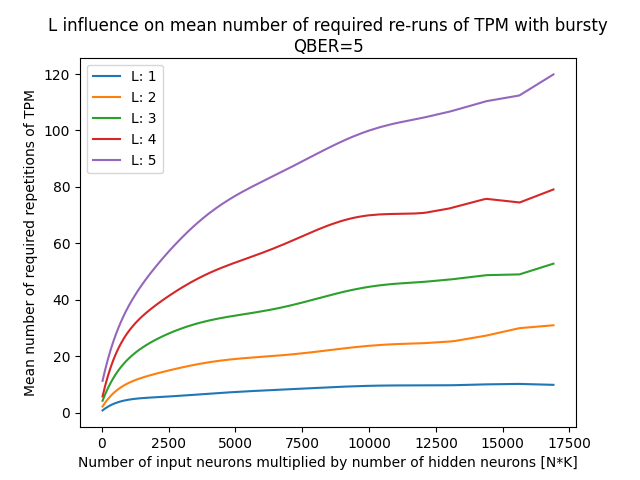 L influence on mean number of required re-runs of TPM with bursty
QBER=5
L: 1
L: 2
L: 3
L: 4
L: 5
Mean number of required repetitions of TPM
120
100
80
60
40
20
0
0 2500 5000 7500 10000 12500 15000 17500
Number of input neurons multiplied by number of hidden neurons [N*K]